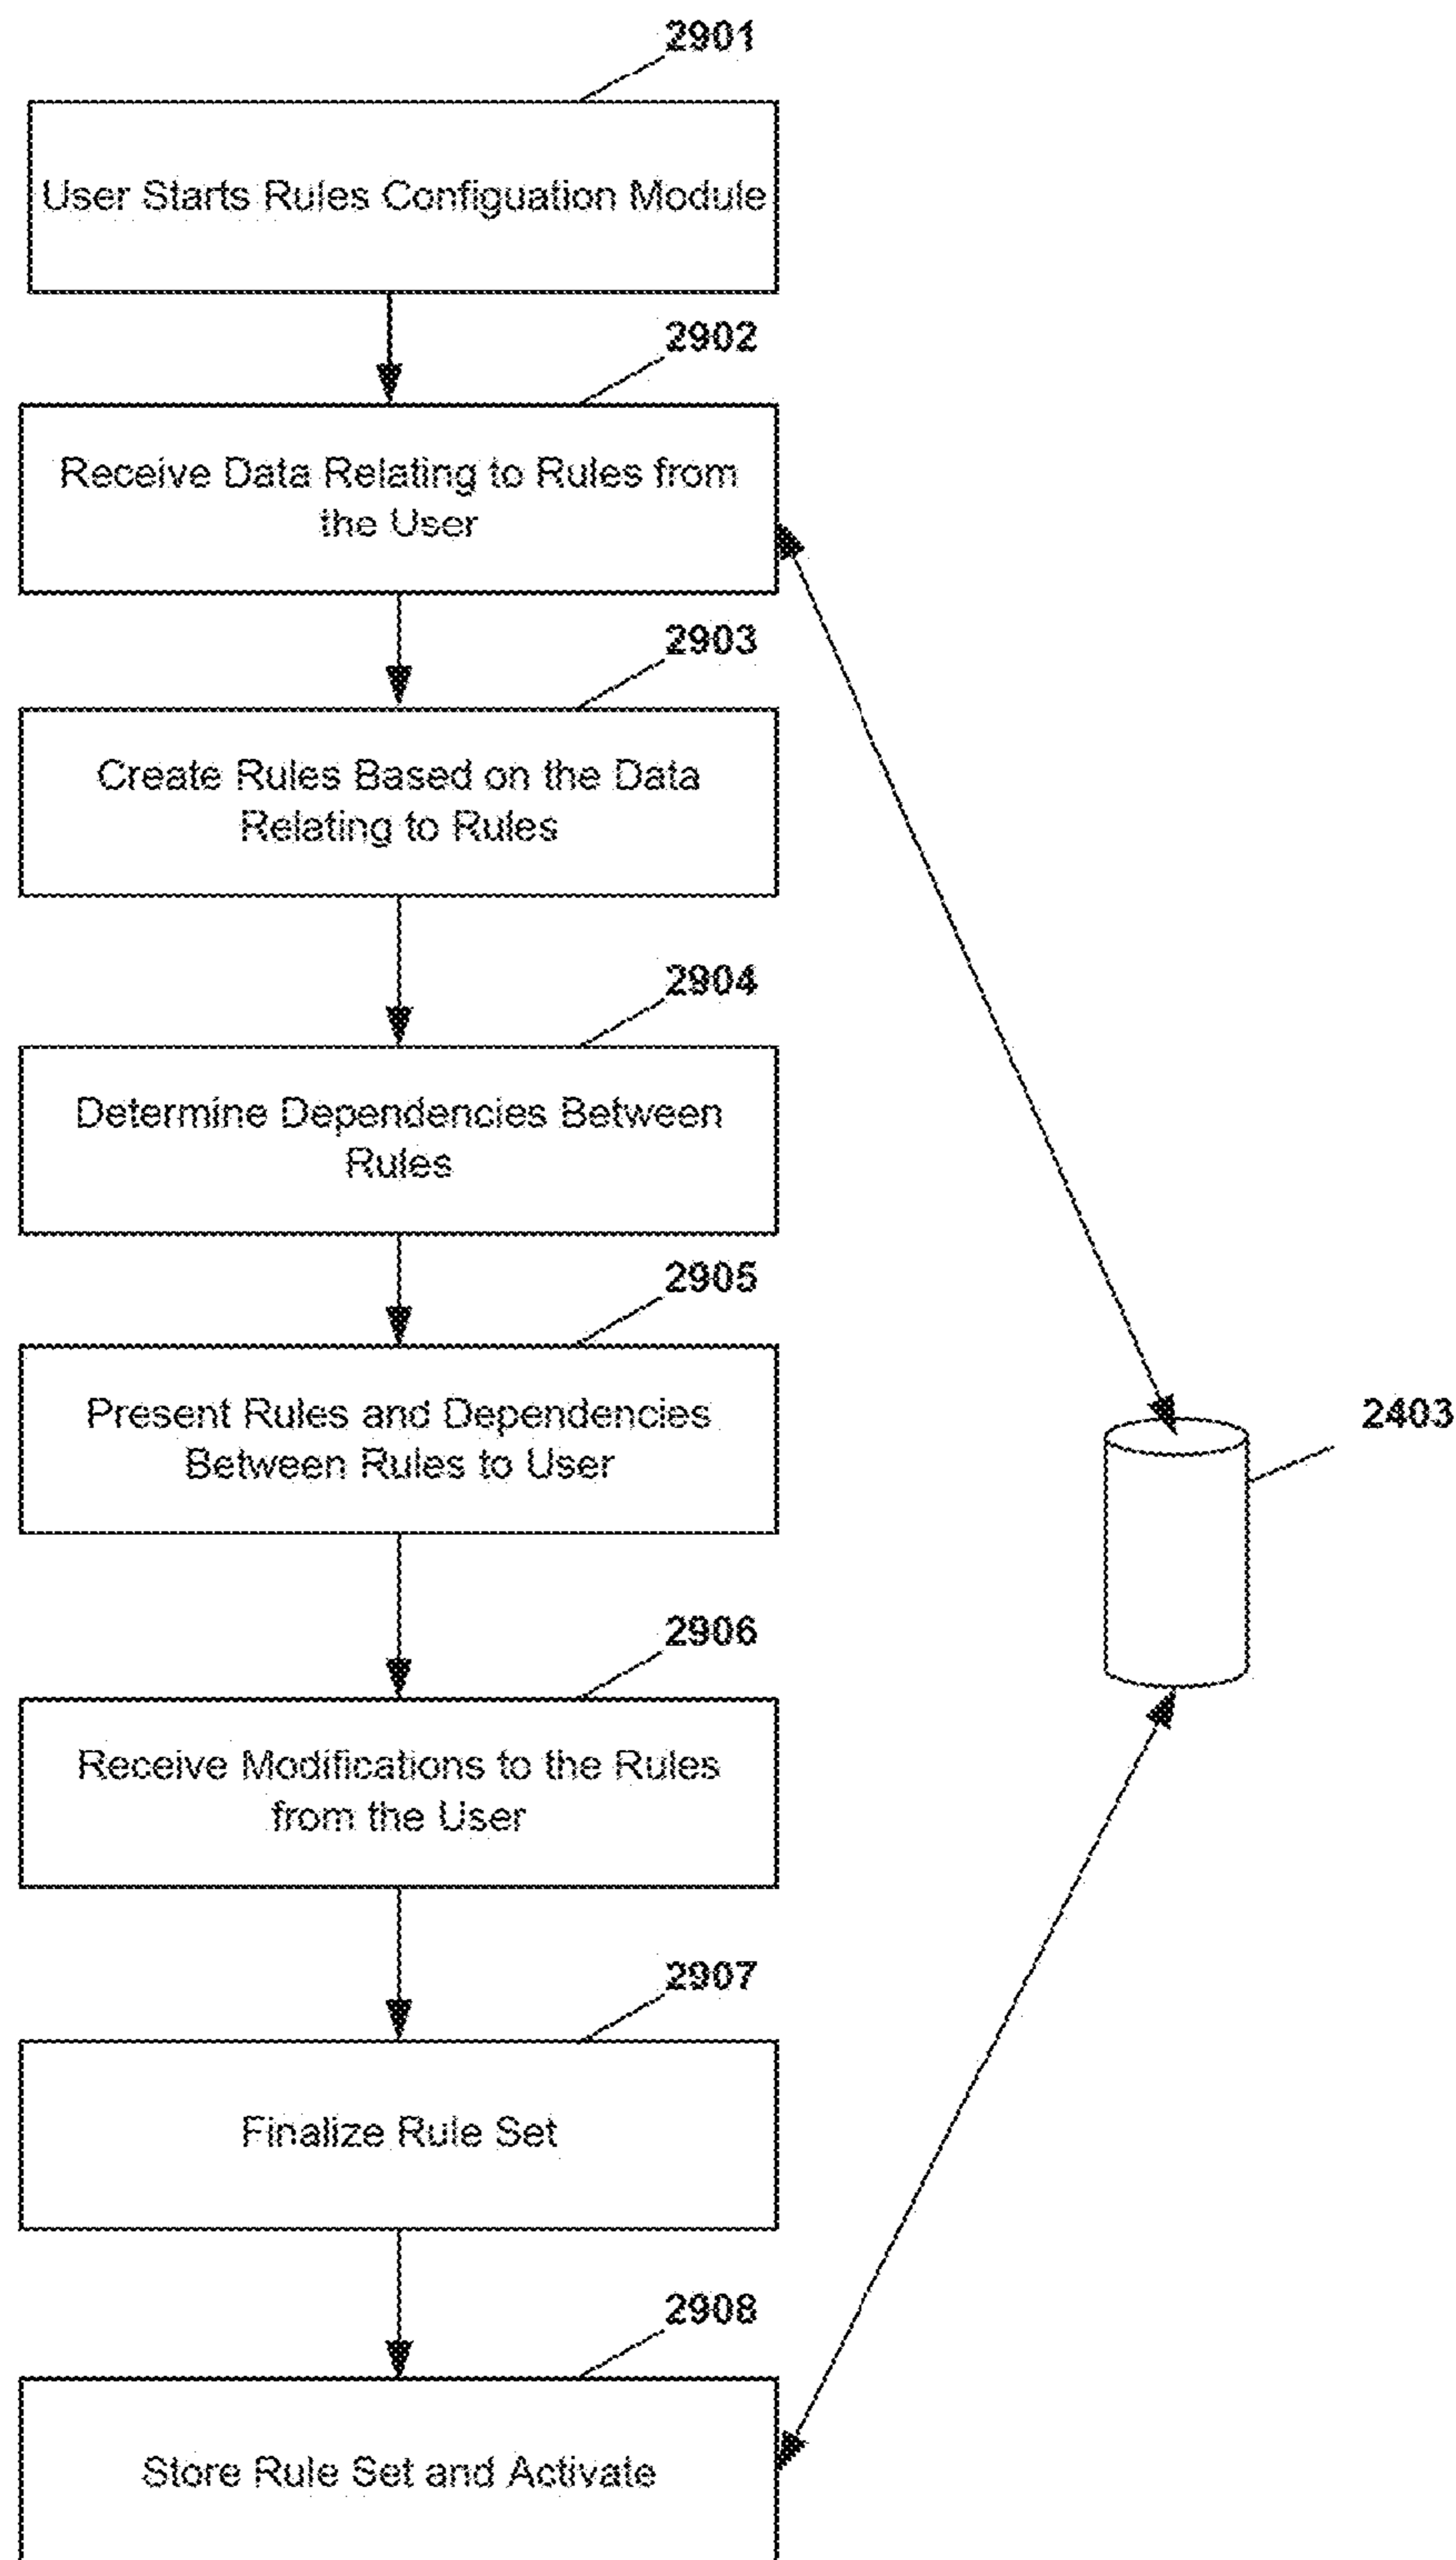 2901
User Starts Rules Configuation Module
2902
Receive Data Relating to Rules from
the User
2903
Create Rules Based on the Data
Relating to Rules
2904
Determine Dependencies Between
Rules
2905
Present Rules and Dependencies
Between Rules to User
2403
2906
Receive Modifications to the Rules
from the User
2907
Finalize Rule Set
2908
Store Rule Set and Activate